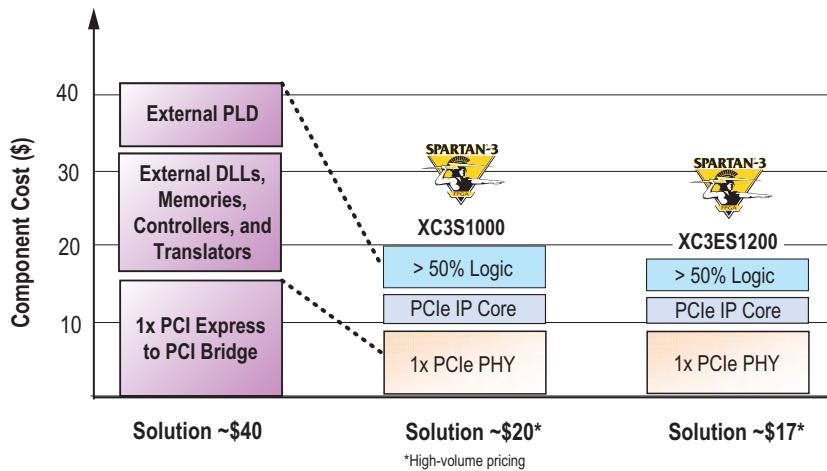 Component Cost ($)
40
30
20
10
External PLD
External DLLs,
Memories,
Controllers, and
Translators
1x PCI Express
to PCI Bridge
Solution ~$40
SPARTAN-3
FPGA
XC3S1000
> 50% Logic
PCIe IP Core
1x PCIe PHY
Solution ~$20*
*High-volume pricing
SPARTAN-3
FPGA
XC3ES1200
> 50% Logic
PCIe IP Core
1x PCIe PHY
Solution ~$17*